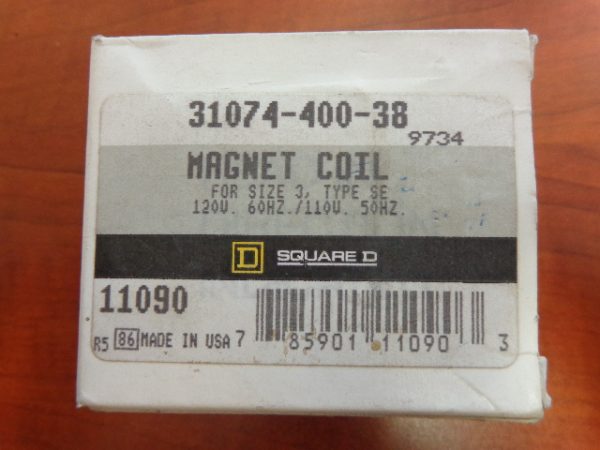 31074-400-38
9734
MAGNET COIL
FOR SIZE 3, TYPE SE
120V. 60HZ./110V. 50HZ.
D SQUARE D
11090
R5 86 MADE IN USA 7 85901 11090 3